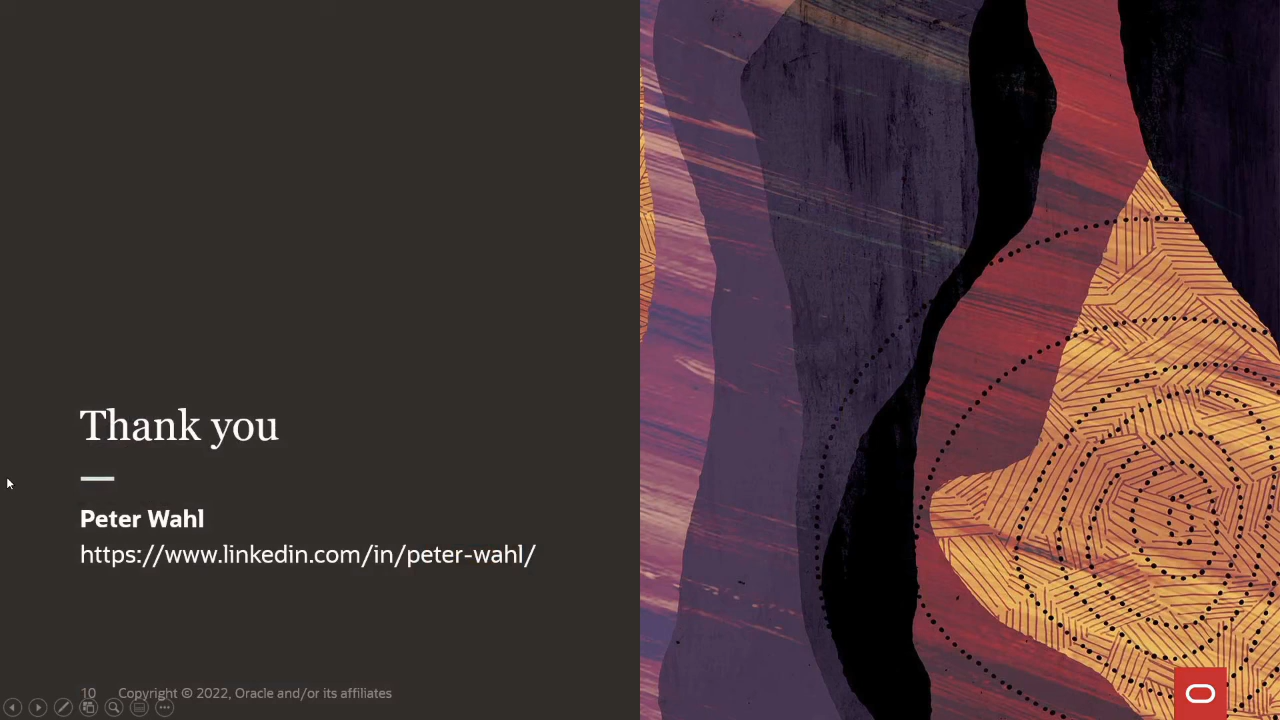 Thank you
Peter Wahl
https://www.linkedin.com/in/peter-wahl/
10 Copyright © 2022, Oracle and/or its affiliates